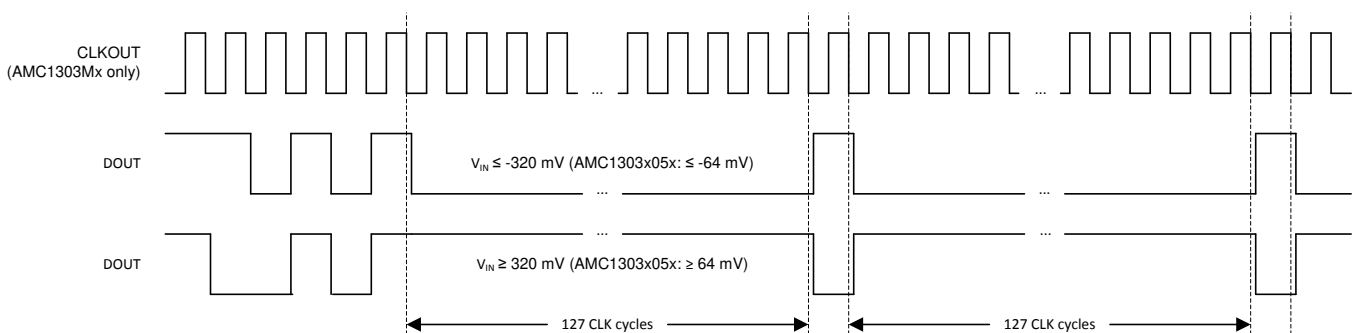 CLKOUT
(AMC1303Mx only)
...
...
DOUT
VIN ≤ -320 mV (AMC1303x05x: ≤ -64 mV)
...
...
DOUT
...
...
VIN ≥ 320 mV (AMC1303x05x: ≥ 64 mV)
127 CLK cycles
127 CLK cycles